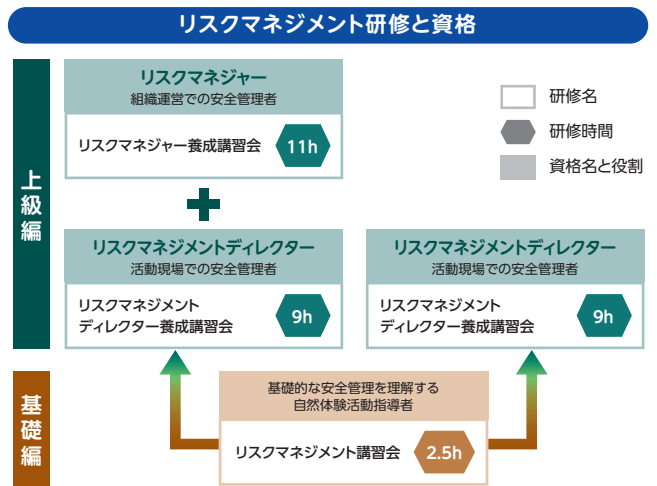 リスクマネジメント研修と資格
上級編
リスクマネジャー
組織運営での安全管理者
リスクマネジャー養成講習会
11h
研修名
研修時間
資格名と役割
リスクマネジメントディレクター
活動現場での安全管理者
リスクマネジメント
ディレクター養成講習会
9h
リスクマネジメントディレクター
活動現場での安全管理者
リスクマネジメント
ディレクター養成講習会
9h
基礎編
基礎的な安全管理を理解する
自然体験活動指導者
リスクマネジメント講習会
2.5h